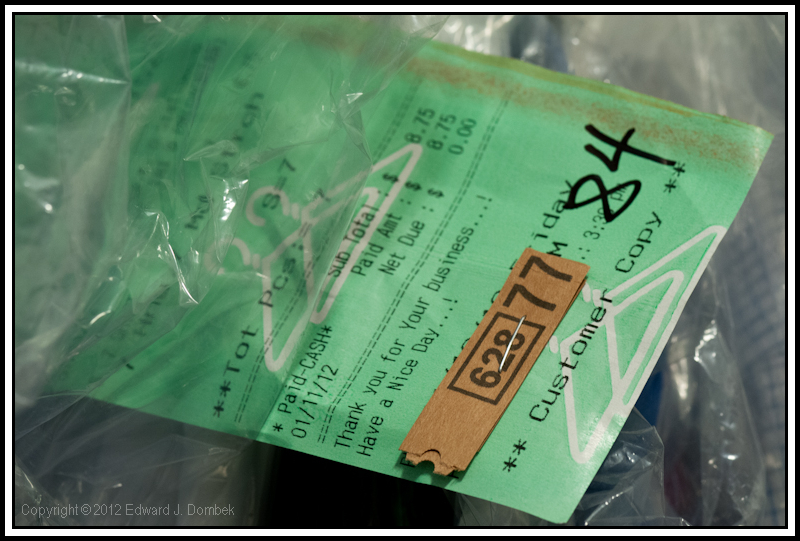 **Tot pcs:
S=7
Sub Total : $ 8.75
Paid Amt : $ 8.75
Net Due : $ 0.00
* Paid-CASH*
01/11/12
Thank you for Your business...!
Have a Nice Day...!
84
628 77
** Customer Copy **
Copyright © 2012 Edward J. Dombek